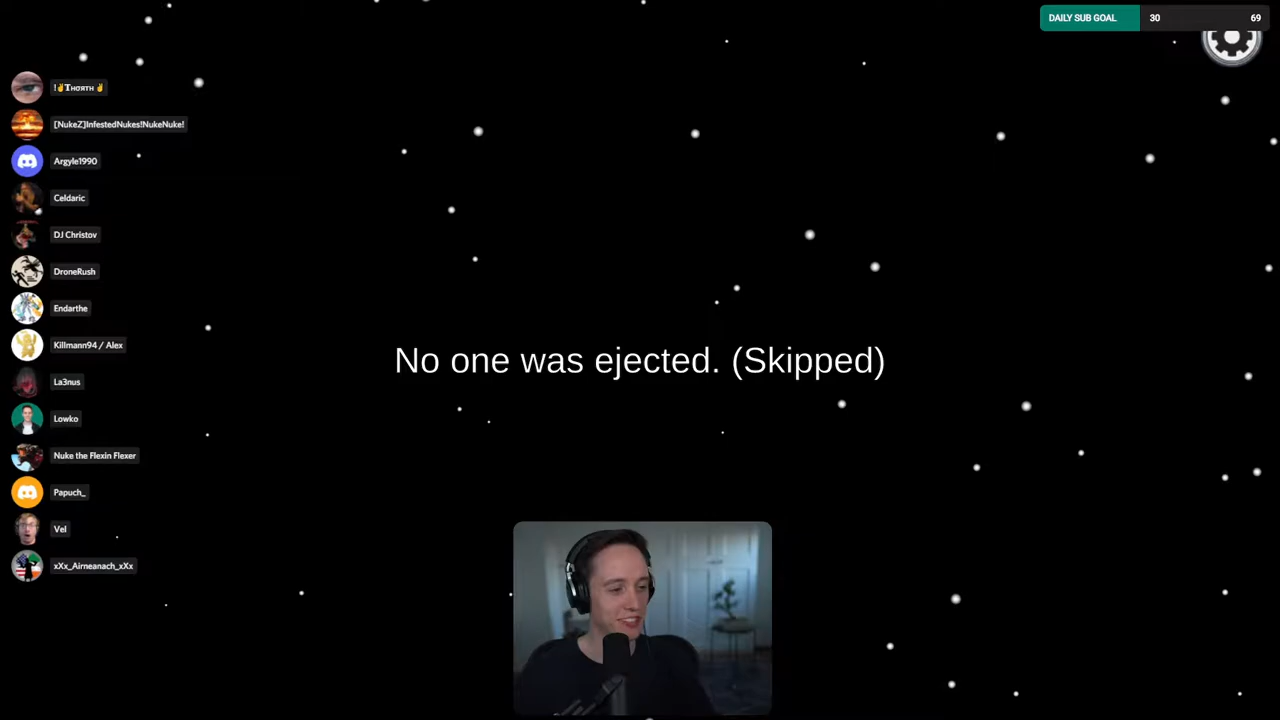 DAILY SUB GOAL 30 69
!✌Tʜσʀᴛʜ ✌
[NukeZ]InfestedNukes!NukeNuke!
Argyle1990
Celdaric
DJ Christov
DroneRush
Endarthe
Killmann94 / Alex
No one was ejected. (Skipped)
La3nus
Lowko
Nuke the Flexin Flexer
Papuch_
Vel
xXx_Airneanach_xXx